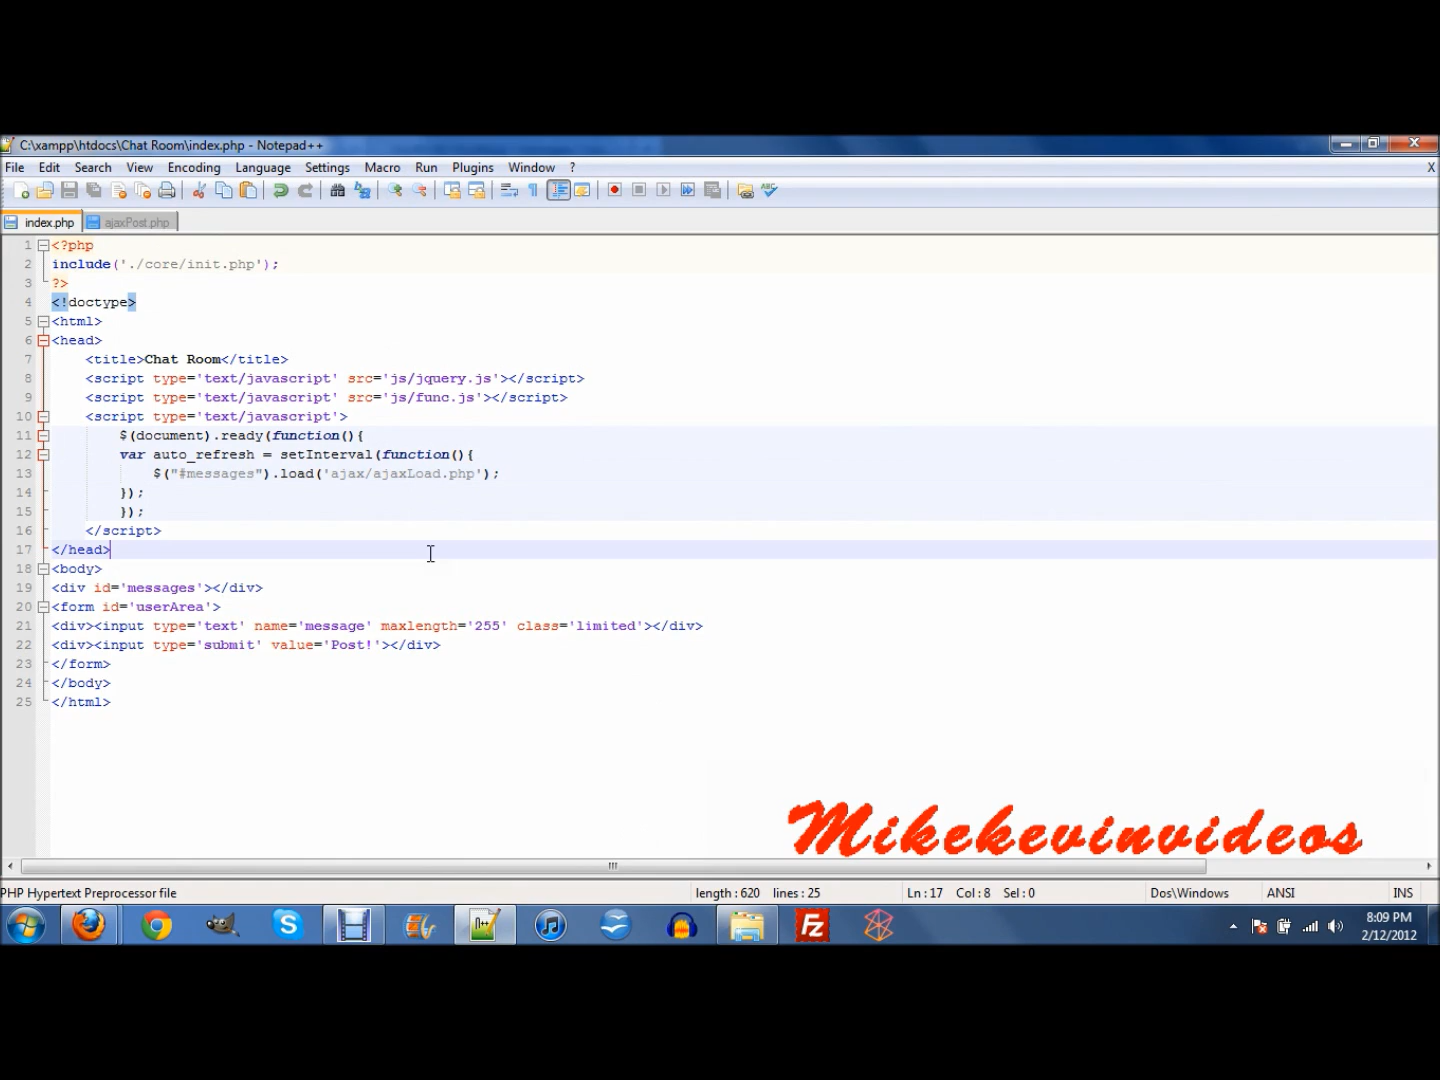 C:\xampp\htdocs\Chat Room\index.php - Notepad++
File Edit Search View Encoding Language Settings Macro Run Plugins Window ? X
index.php ajaxPost.php
1 <?php
2 include('./core/init.php');
3 ?>
4 <!doctype>
5 <html>
6 <head>
7 <title>Chat Room</title>
8 <script type='text/javascript' src='js/jquery.js'></script>
9 <script type='text/javascript' src='js/func.js'></script>
10 <script type='text/javascript'>
11 $(document).ready(function(){
12 var auto_refresh = setInterval(function(){
13 $("#messages").load('ajax/ajaxLoad.php');
14 });
15 });
16 </script>
17 </head>
18 <body>
19 <div id='messages'></div>
20 <form id='userArea'>
21 <div><input type='text' name='message' maxlength='255' class='limited'></div>
22 <div><input type='submit' value='Post!'></div>
23 </form>
24 </body>
25 </html>
Mikekevinvideos
PHP Hypertext Preprocessor file length : 620 lines : 25 Ln : 17 Col : 8 Sel : 0 Dos\Windows ANSI INS
8:09 PM
2/12/2012